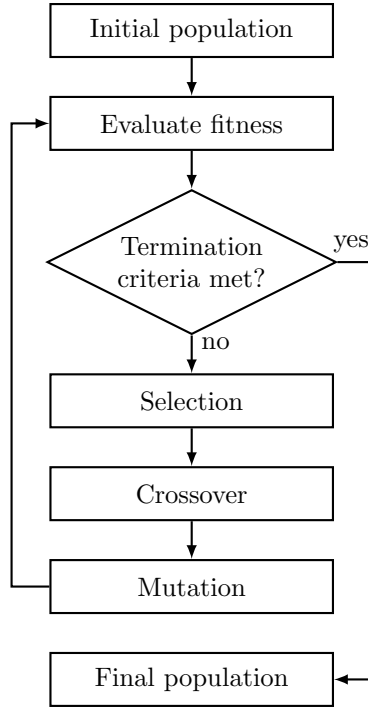 Initial population
Evaluate fitness
Termination
criteria met?
yes
no
Selection
Crossover
Mutation
Final population